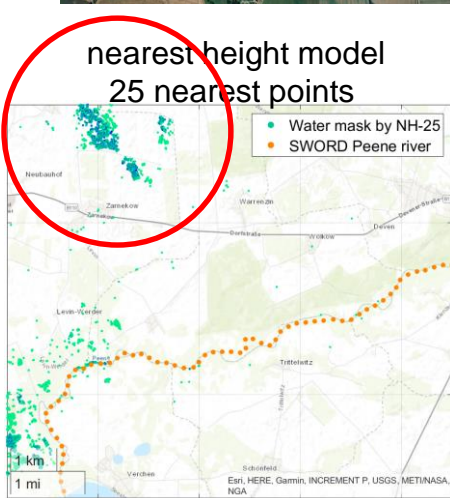 nearest height model
25 nearest points
Water mask by NH-25
SWORD Peene river
Neubauhof
Zarnekow
Zarnekow
Warrenzin
Dorfstraße
Wolkow
Deven
Levin-Werder
Peene
Trittelwitz
Trittelwitz
Verchen
Schönfeld
1 km
1 mi
Esri, HERE, Garmin, INCREMENT P, USGS, METI/NASA,
NGA